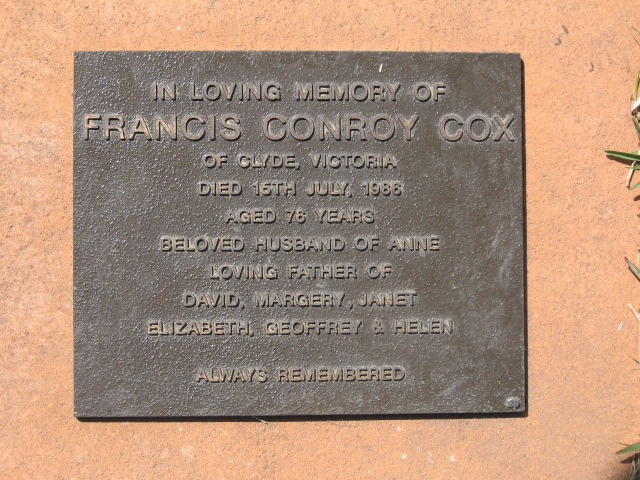 IN LOVING MEMORY OF
FRANCIS CONROY COX
OF CLYDE, VICTORIA
DIED 15TH JULY, 1986
AGED 76 YEARS
BELOVED HUSBAND OF ANNE
LOVING FATHER OF
DAVID, MARGERY, JANET
ELIZABETH, GEOFFREY & HELEN
ALWAYS REMEMBERED